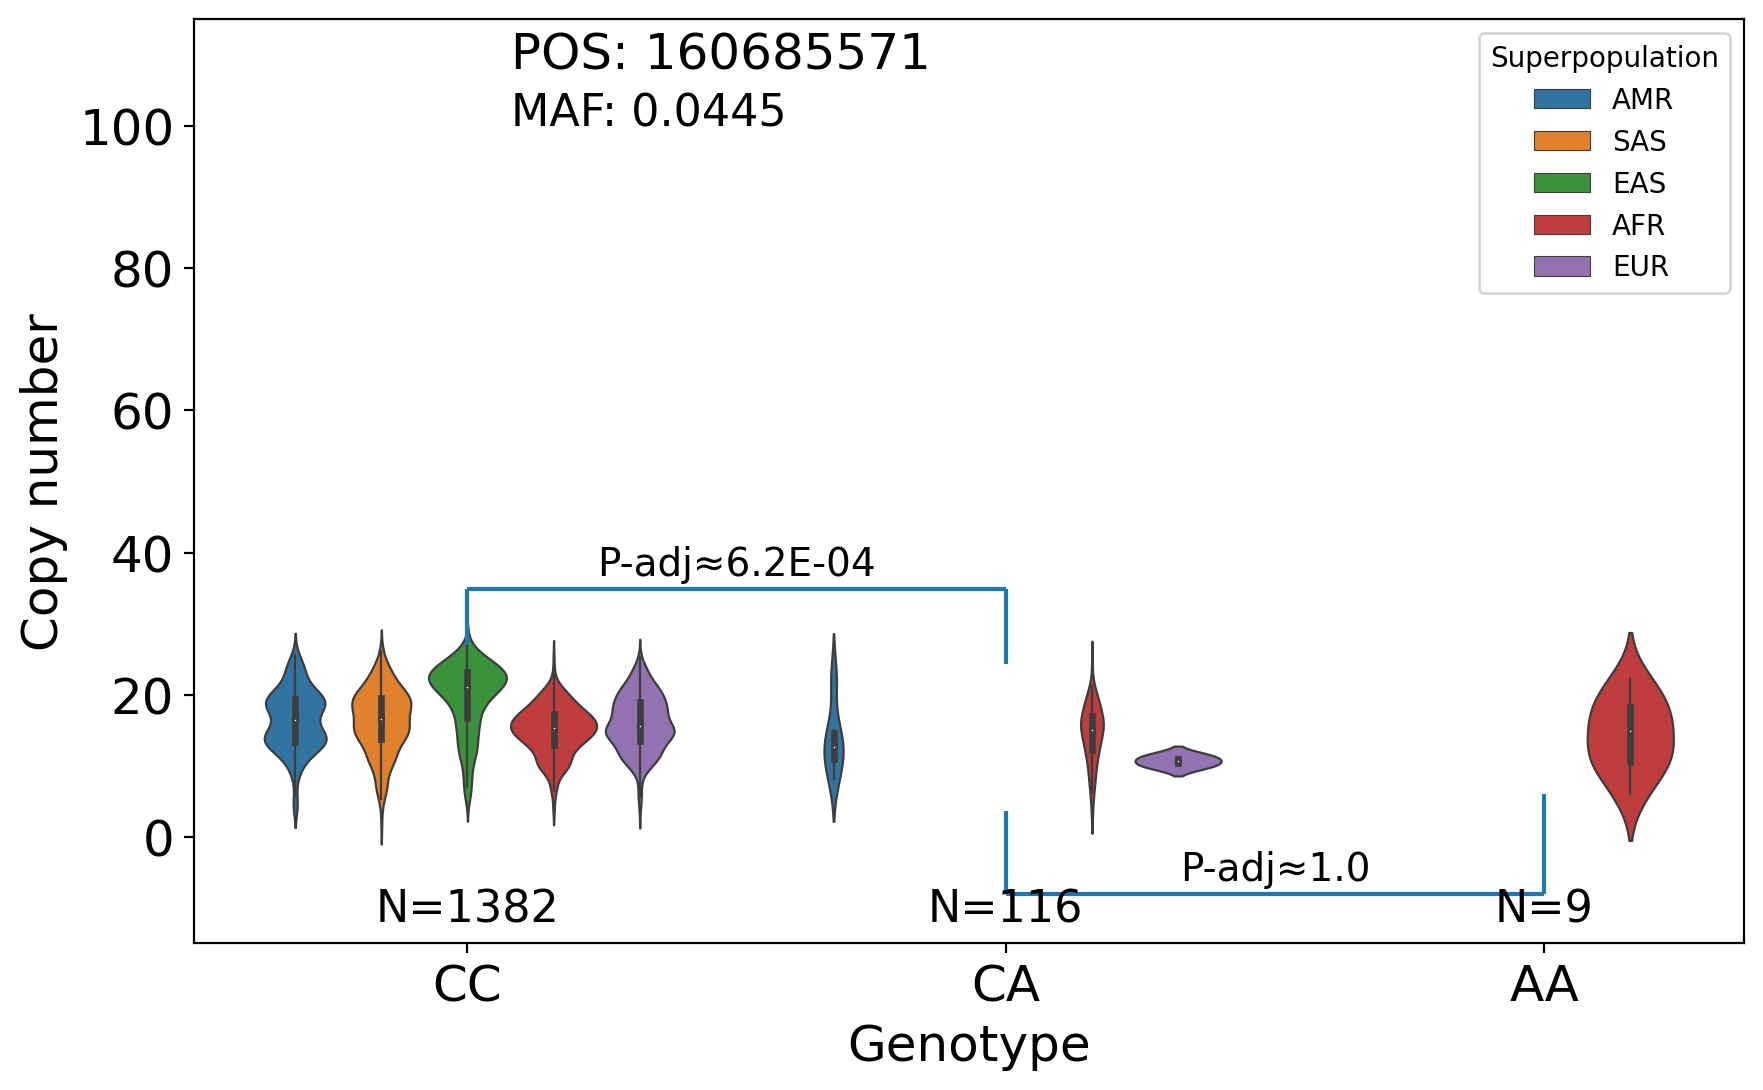 POS: 160685571
MAF: 0.0445
Superpopulation
AMR
SAS
EAS
AFR
EUR
Copy number
100
80
60
40
20
0
P-adj≈6.2E-04
P-adj≈1.0
N=1382
N=116
N=9
CC
CA
AA
Genotype